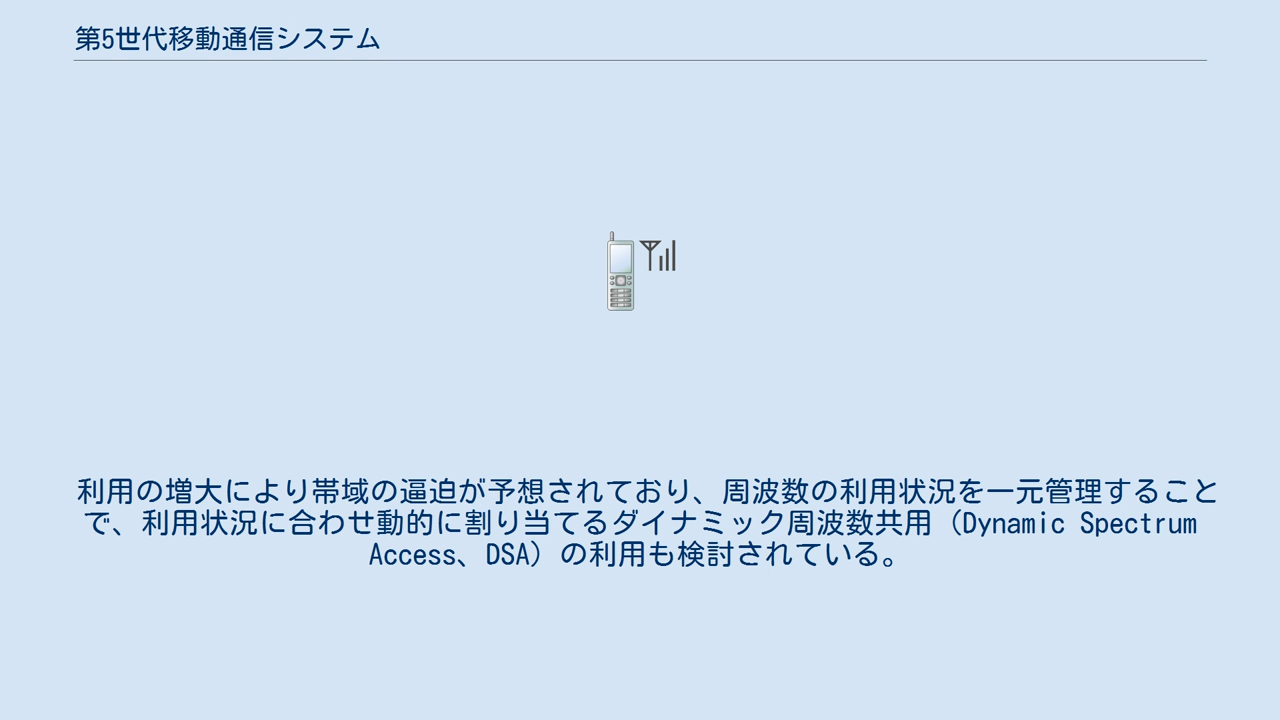 第5世代移動通信システム
利用の増大により帯域の逼迫が予想されており、周波数の利用状況を一元管理すること
で、利用状況に合わせ動的に割り当てるダイナミック周波数共用（Dynamic Spectrum
Access、DSA）の利用も検討されている。